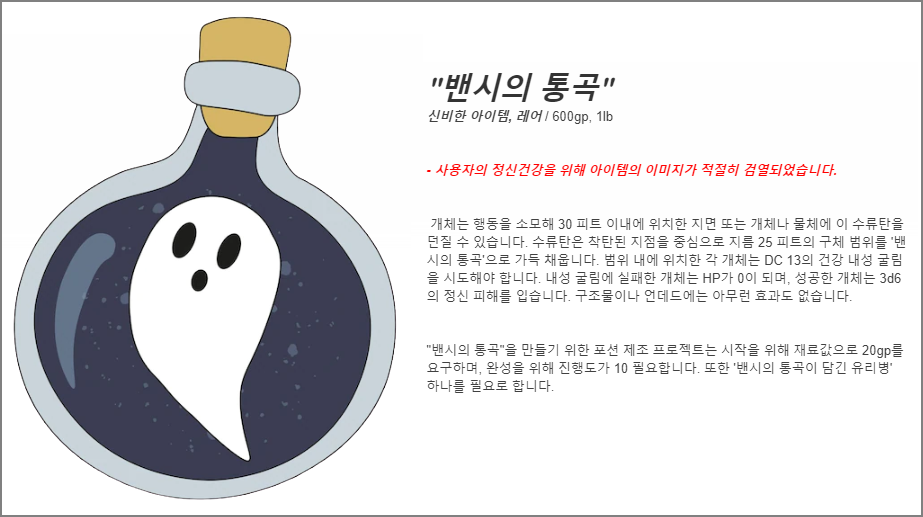 "밴시의 통곡"
신비한 아이템, 레어 / 600gp, 1lb
- 사용자의 정신건강을 위해 아이템의 이미지가 적절히 검열되었습니다.
개체는 행동을 소모해 30 피트 이내에 위치한 지면 또는 개체나 물체에 이 수류탄을
던질 수 있습니다. 수류탄은 착탄된 지점을 중심으로 지름 25 피트의 구체 범위를 '밴
시의 통곡'으로 가득 채웁니다. 범위 내에 위치한 각 개체는 DC 13의 건강 내성 굴림
을 시도해야 합니다. 내성 굴림에 실패한 개체는 HP가 0이 되며, 성공한 개체는 3d6
의 정신 피해를 입습니다. 구조물이나 언데드에는 아무런 효과도 없습니다.
"밴시의 통곡"을 만들기 위한 포션 제조 프로젝트는 시작을 위해 재료값으로 20gp를
요구하며, 완성을 위해 진행도가 10 필요합니다. 또한 '밴시의 통곡이 담긴 유리병'
하나를 필요로 합니다.